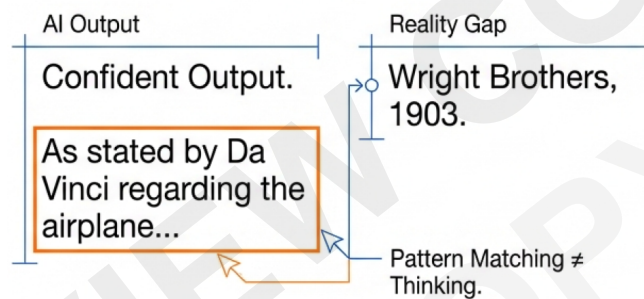 AI Output
Confident Output.
As stated by Da
Vinci regarding the
airplane...
Reality Gap
Wright Brothers,
1903.
Pattern Matching ≠
Thinking.